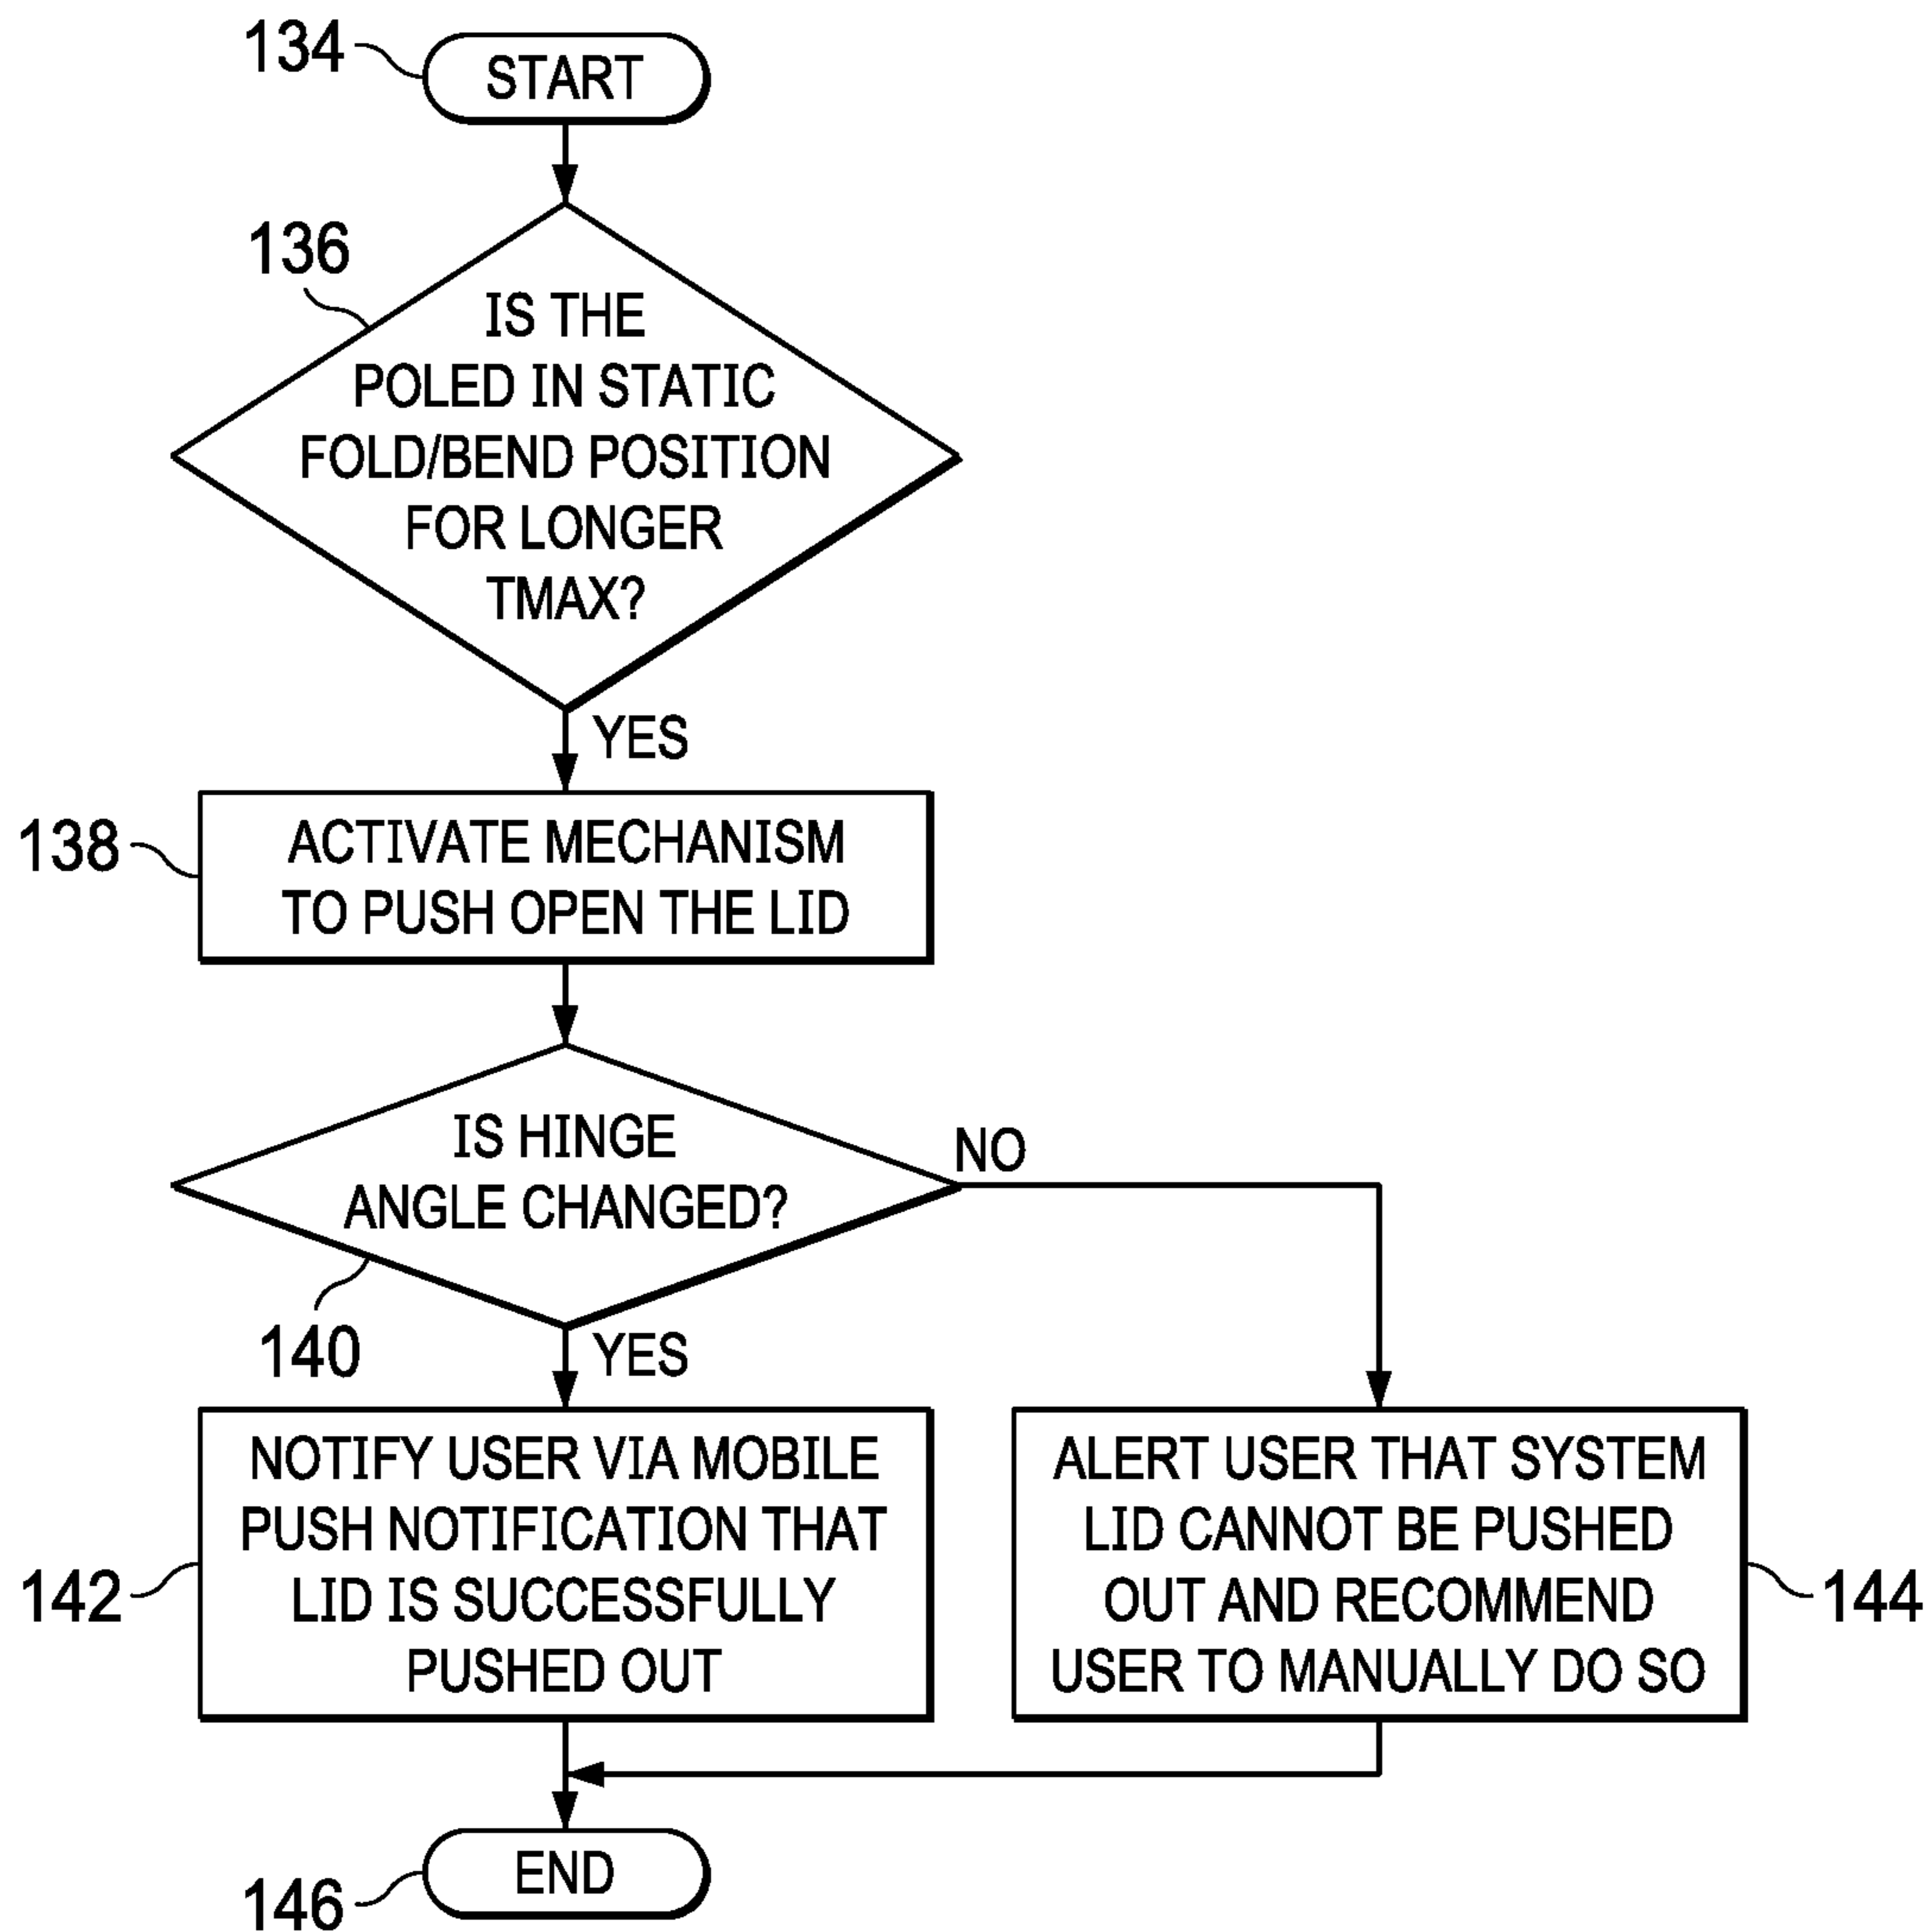 134
START
136
IS THE
POLED IN STATIC
FOLD/BEND POSITION
FOR LONGER
TMAX?
YES
138
ACTIVATE MECHANISM
TO PUSH OPEN THE LID
IS HINGE
ANGLE CHANGED?
NO
140
YES
NOTIFY USER VIA MOBILE
PUSH NOTIFICATION THAT
LID IS SUCCESSFULLY
PUSHED OUT
142
ALERT USER THAT SYSTEM
LID CANNOT BE PUSHED
OUT AND RECOMMEND
USER TO MANUALLY DO SO
144
END
146